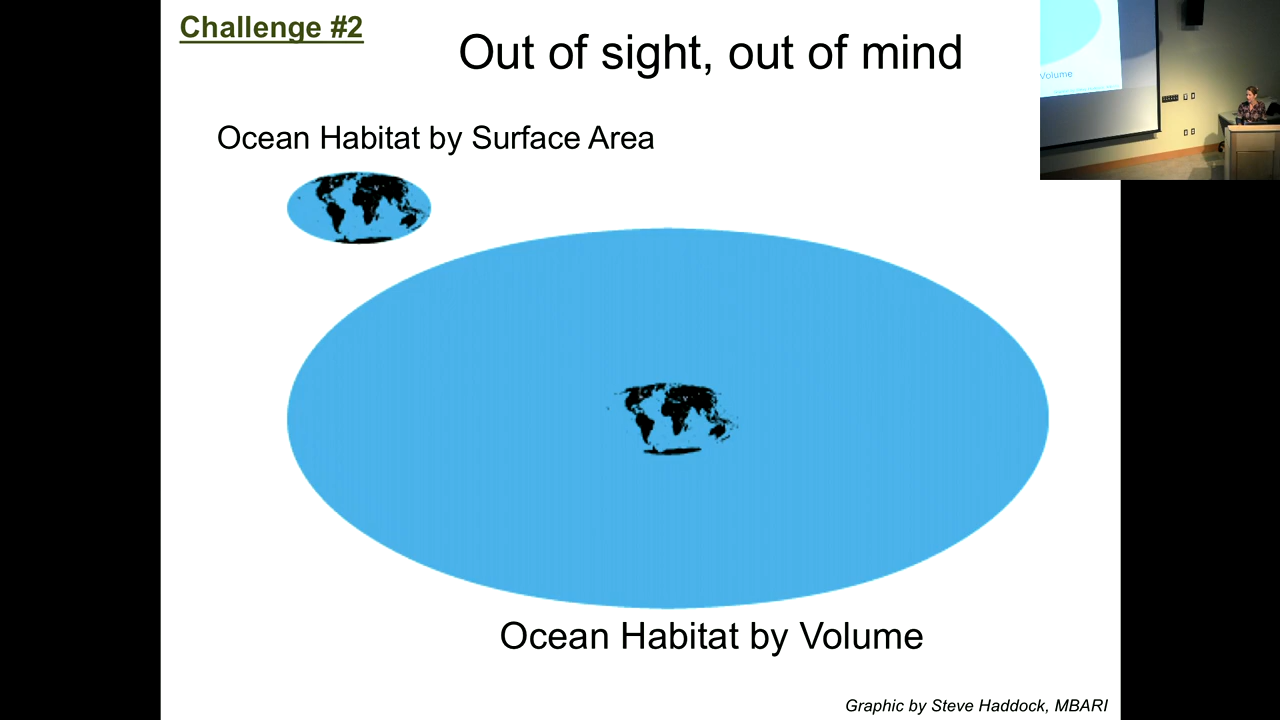 Challenge #2
Out of sight, out of mind
Ocean Habitat by Surface Area
Volume
Ocean Habitat by Volume
Graphic by Steve Haddock, MBARI